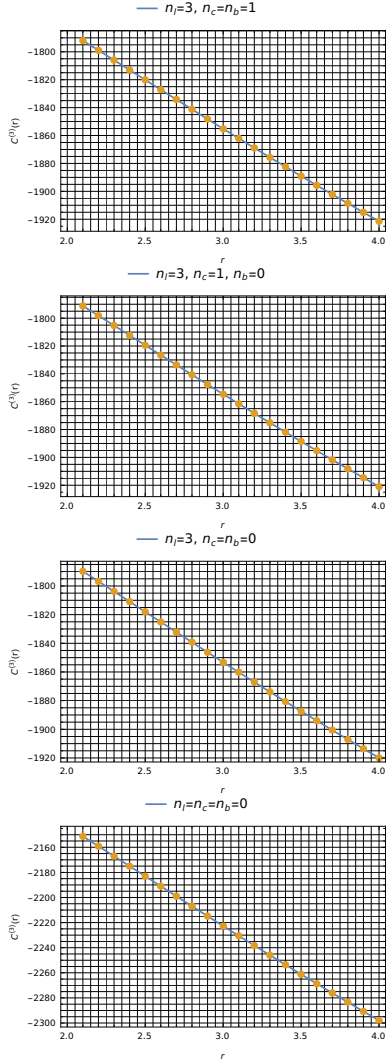 n_l=3, n_c=n_b=1
−1800
−1820
−1840
−1860
−1880
−1900
−1920
C^(3)(r)
2.0 2.5 3.0 3.5 4.0
r
n_l=3, n_c=1, n_b=0
−1800
−1820
−1840
−1860
−1880
−1900
−1920
C^(3)(r)
2.0 2.5 3.0 3.5 4.0
r
n_l=3, n_c=n_b=0
−1800
−1820
−1840
−1860
−1880
−1900
−1920
C^(3)(r)
2.0 2.5 3.0 3.5 4.0
r
n_l=n_c=n_b=0
−2160
−2180
−2200
−2220
−2240
−2260
−2280
−2300
C^(3)(r)
2.0 2.5 3.0 3.5 4.0
r